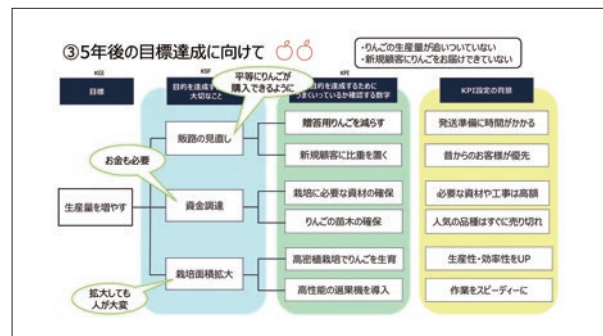 ③5年後の目標達成に向けて
・りんごの生産量が追いついていない
・新規顧客にりんごをお届けできていない
KGI
目標
KSF
目的を達成す
大切なこと
KPI
目的を達成するために
うまくいっているか確認する数字
KPI設定の背景
平等にりんごが
購入できるように
お金も必要
拡大しても
人が大変
生産量を増やす
販路の見直し
資金調達
栽培面積拡大
贈答用りんごを減らす
新規顧客に比重を置く
栽培に必要な資材の確保
りんごの苗木の確保
高密植栽培でりんごを生育
高性能の選果機を導入
発送準備に時間がかかる
昔からのお客様が優先
必要な資材や工事は高額
人気の品種はすぐに売り切れ
生産性・効率性をUP
作業をスピーディーに